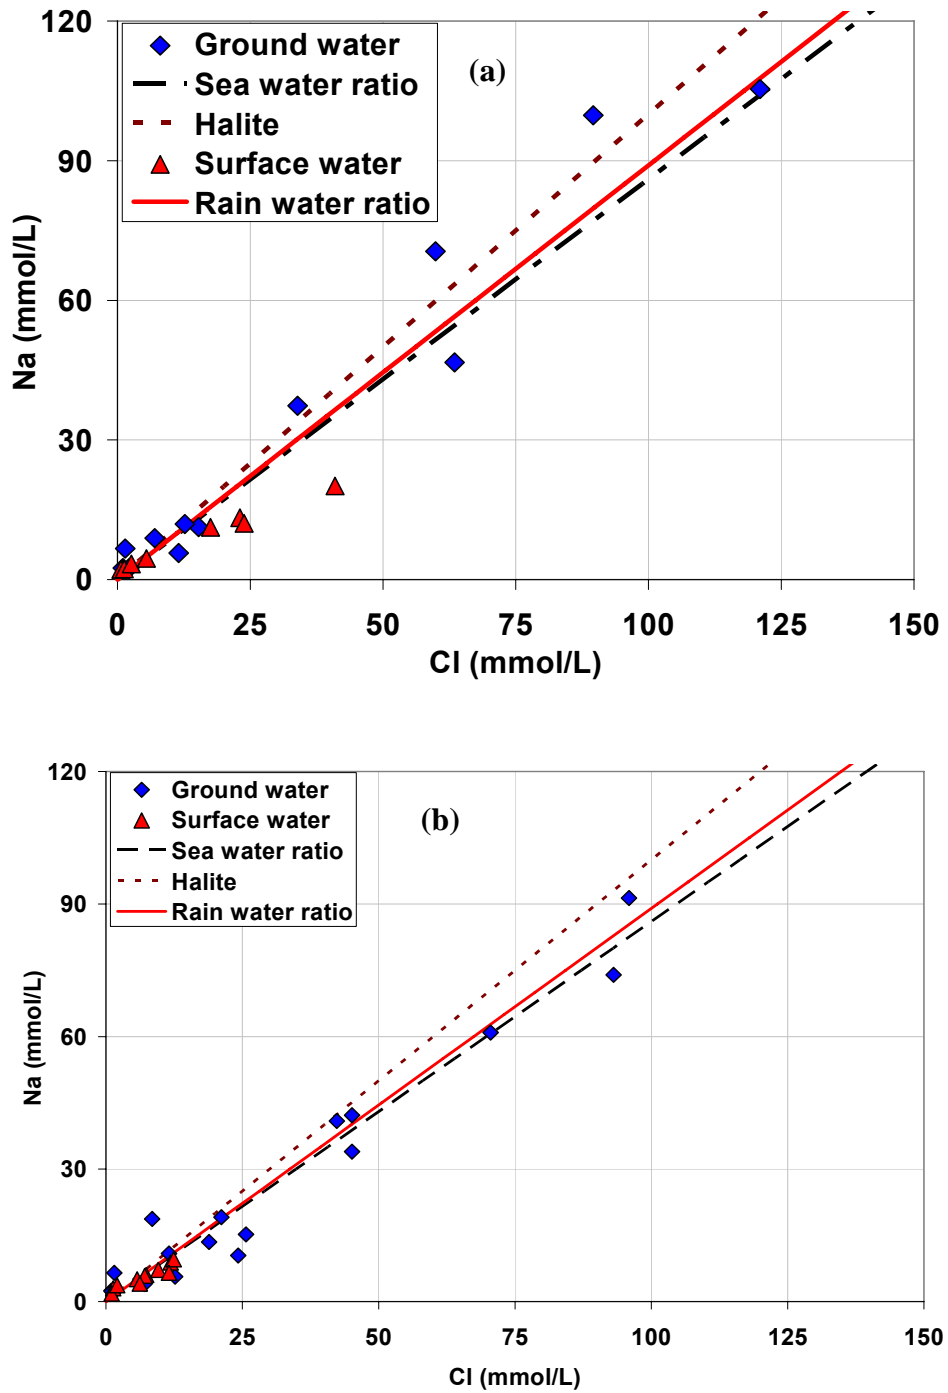 120
Ground water
(a)
Sea water ratio
Halite
90
Surface water
Rain water ratio
Na (mmol/L)
60
30
0
0 25 50 75 100 125 150
Cl (mmol/L)
120
Ground water
(b)
Surface water
Sea water ratio
Halite
90
Rain water ratio
Na (mmol/L)
60
30
0
0 25 50 75 100 125 150
Cl (mmol/L)